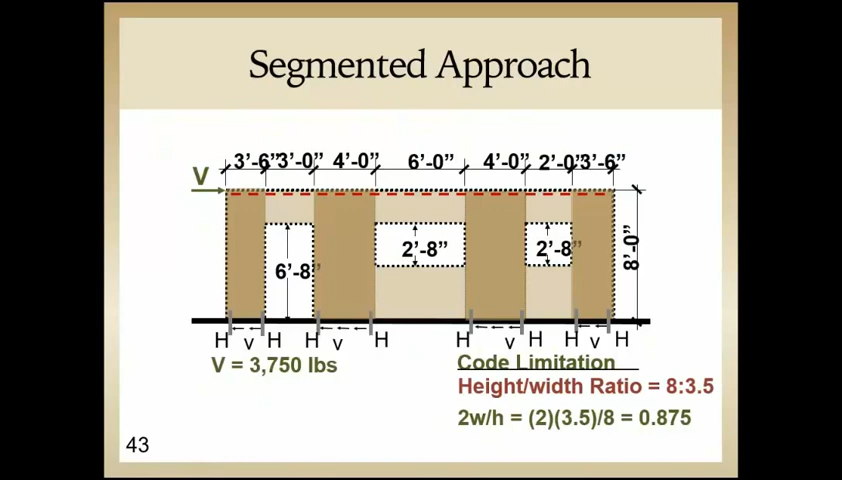 Segmented Approach
3'-6" 3'-0" 4'-0" 6'-0" 4'-0" 2'-0" 3'-6"
V
2'-8" 2'-8" 8'-0"
6'-8"
H v H H v H H v H H v H
V = 3,750 lbs
Code Limitation
Height/width Ratio = 8:3.5
2w/h = (2)(3.5)/8 = 0.875
43